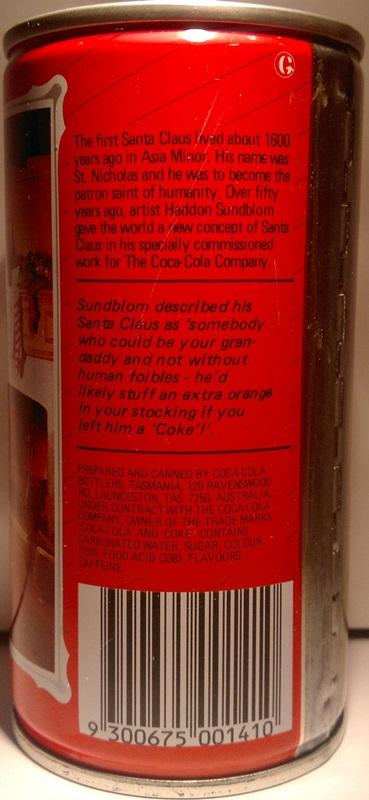 G
The first Santa Claus lived about 1600
years ago in Asia Minor. His name was
St. Nicholas and he was to become the
patron saint of humanity. Over fifty
years ago, artist Haddon Sundblom
gave the world a new concept of Santa
Claus in his specially commissioned
work for The Coca-Cola Company.
Sundblom described his
Santa Claus as 'somebody
who could be your gran-
daddy and not without
human foibles - he'd
likely stuff an extra orange
in your stocking if you
left him a 'Coke'!'.
PREPARED AND CANNED BY COCA-COLA
BOTTLERS, TASMANIA, 120 RAVENSWOOD
RD, LAUNCESTON, TAS. 7250, AUSTRALIA,
UNDER CONTRACT WITH THE COCA-COLA
COMPANY, OWNER OF THE TRADE MARKS
'COCA-COLA' AND 'COKE'. CONTAINS
CARBONATED WATER, SUGAR, COLOUR
(150), FOOD ACID (338), FLAVOURS,
CAFFEINE.
9 300675 001410